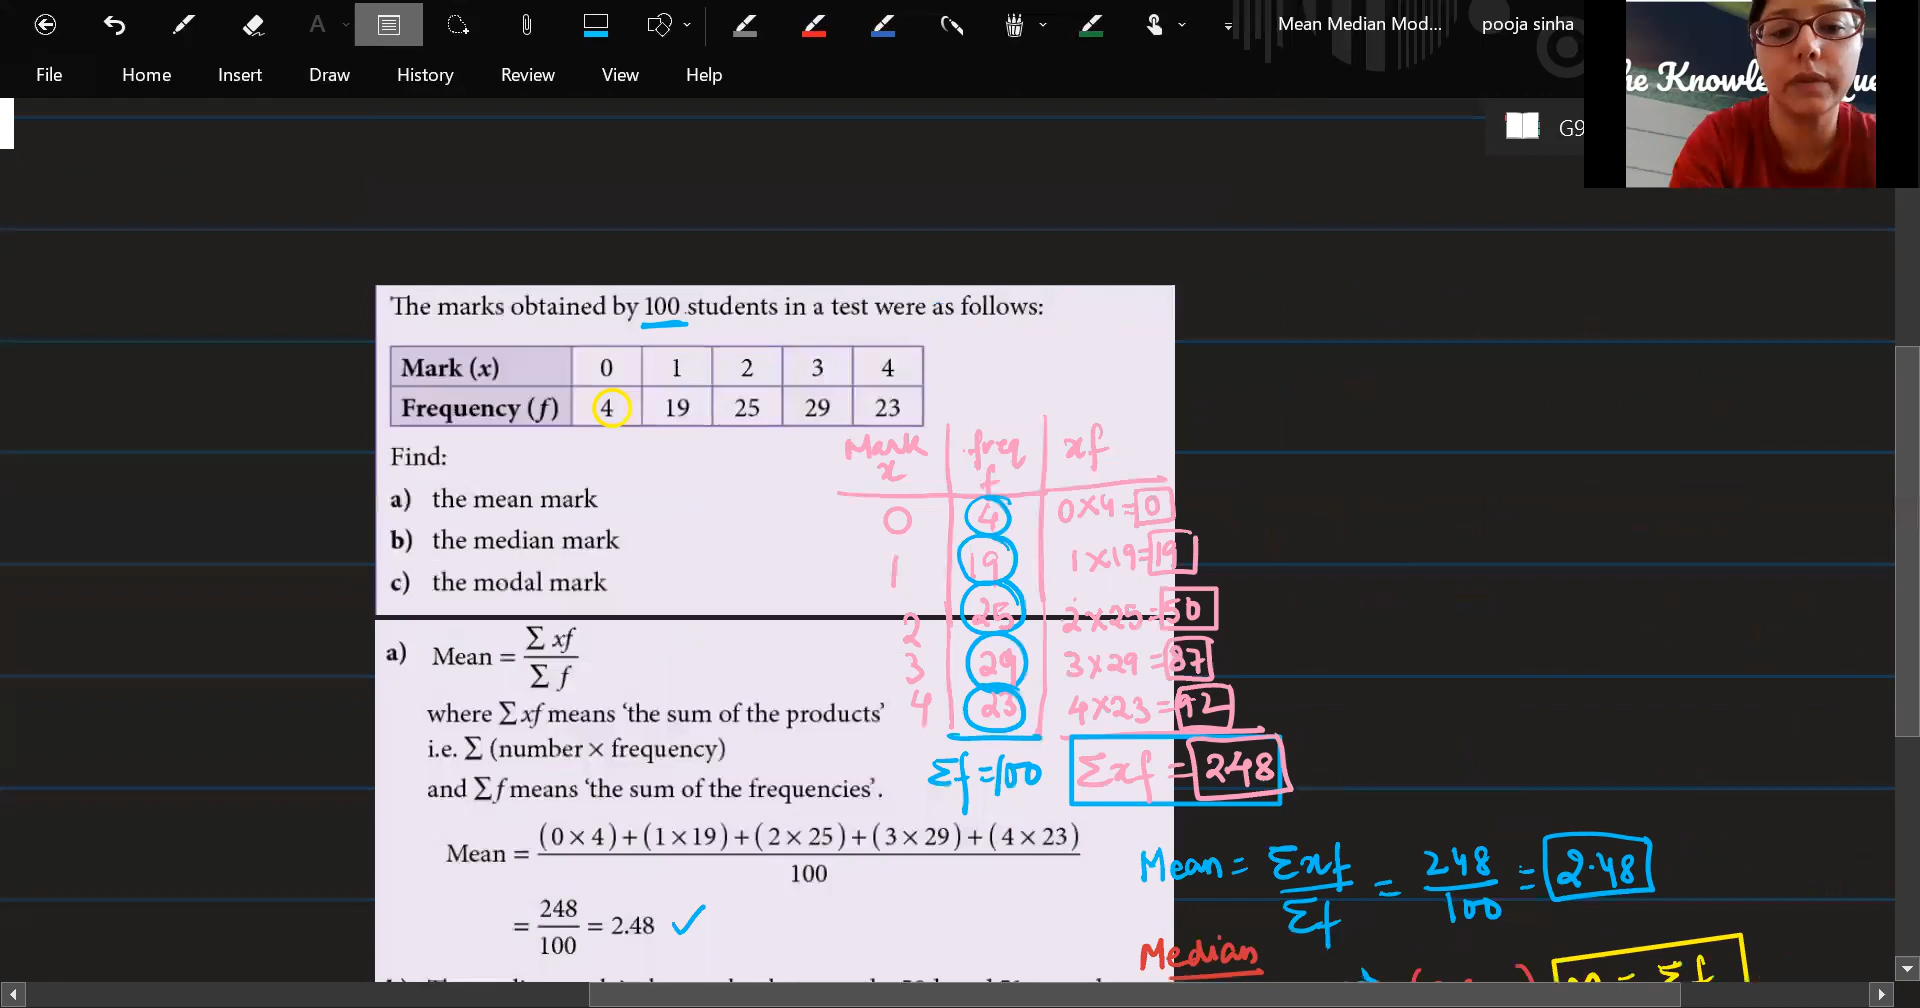 Mean Median Mod... pooja sinha
File Home Insert Draw History Review View Help
he Knowle Que
G9
The marks obtained by 100 students in a test were as follows:
Mark (x) 0 1 2 3 4
Frequency (f) 4 19 25 29 23
Find:
a) the mean mark
b) the median mark
c) the modal mark
Mark x freq f xf
0 4 0×4=0
1 19 1×19=19
2 25 2×25=50
3 29 3×29=87
4 23 4×23=92
Σf=100 Σxf=248
a) Mean = Σxf / Σf
where Σxf means ‘the sum of the products’
i.e. Σ (number × frequency)
and Σf means ‘the sum of the frequencies’.
Mean = (0×4)+(1×19)+(2×25)+(3×29)+(4×23) / 100
= 248/100 = 2.48 ✓
Mean = Σxf / Σf = 248/100 = 2.48
Median